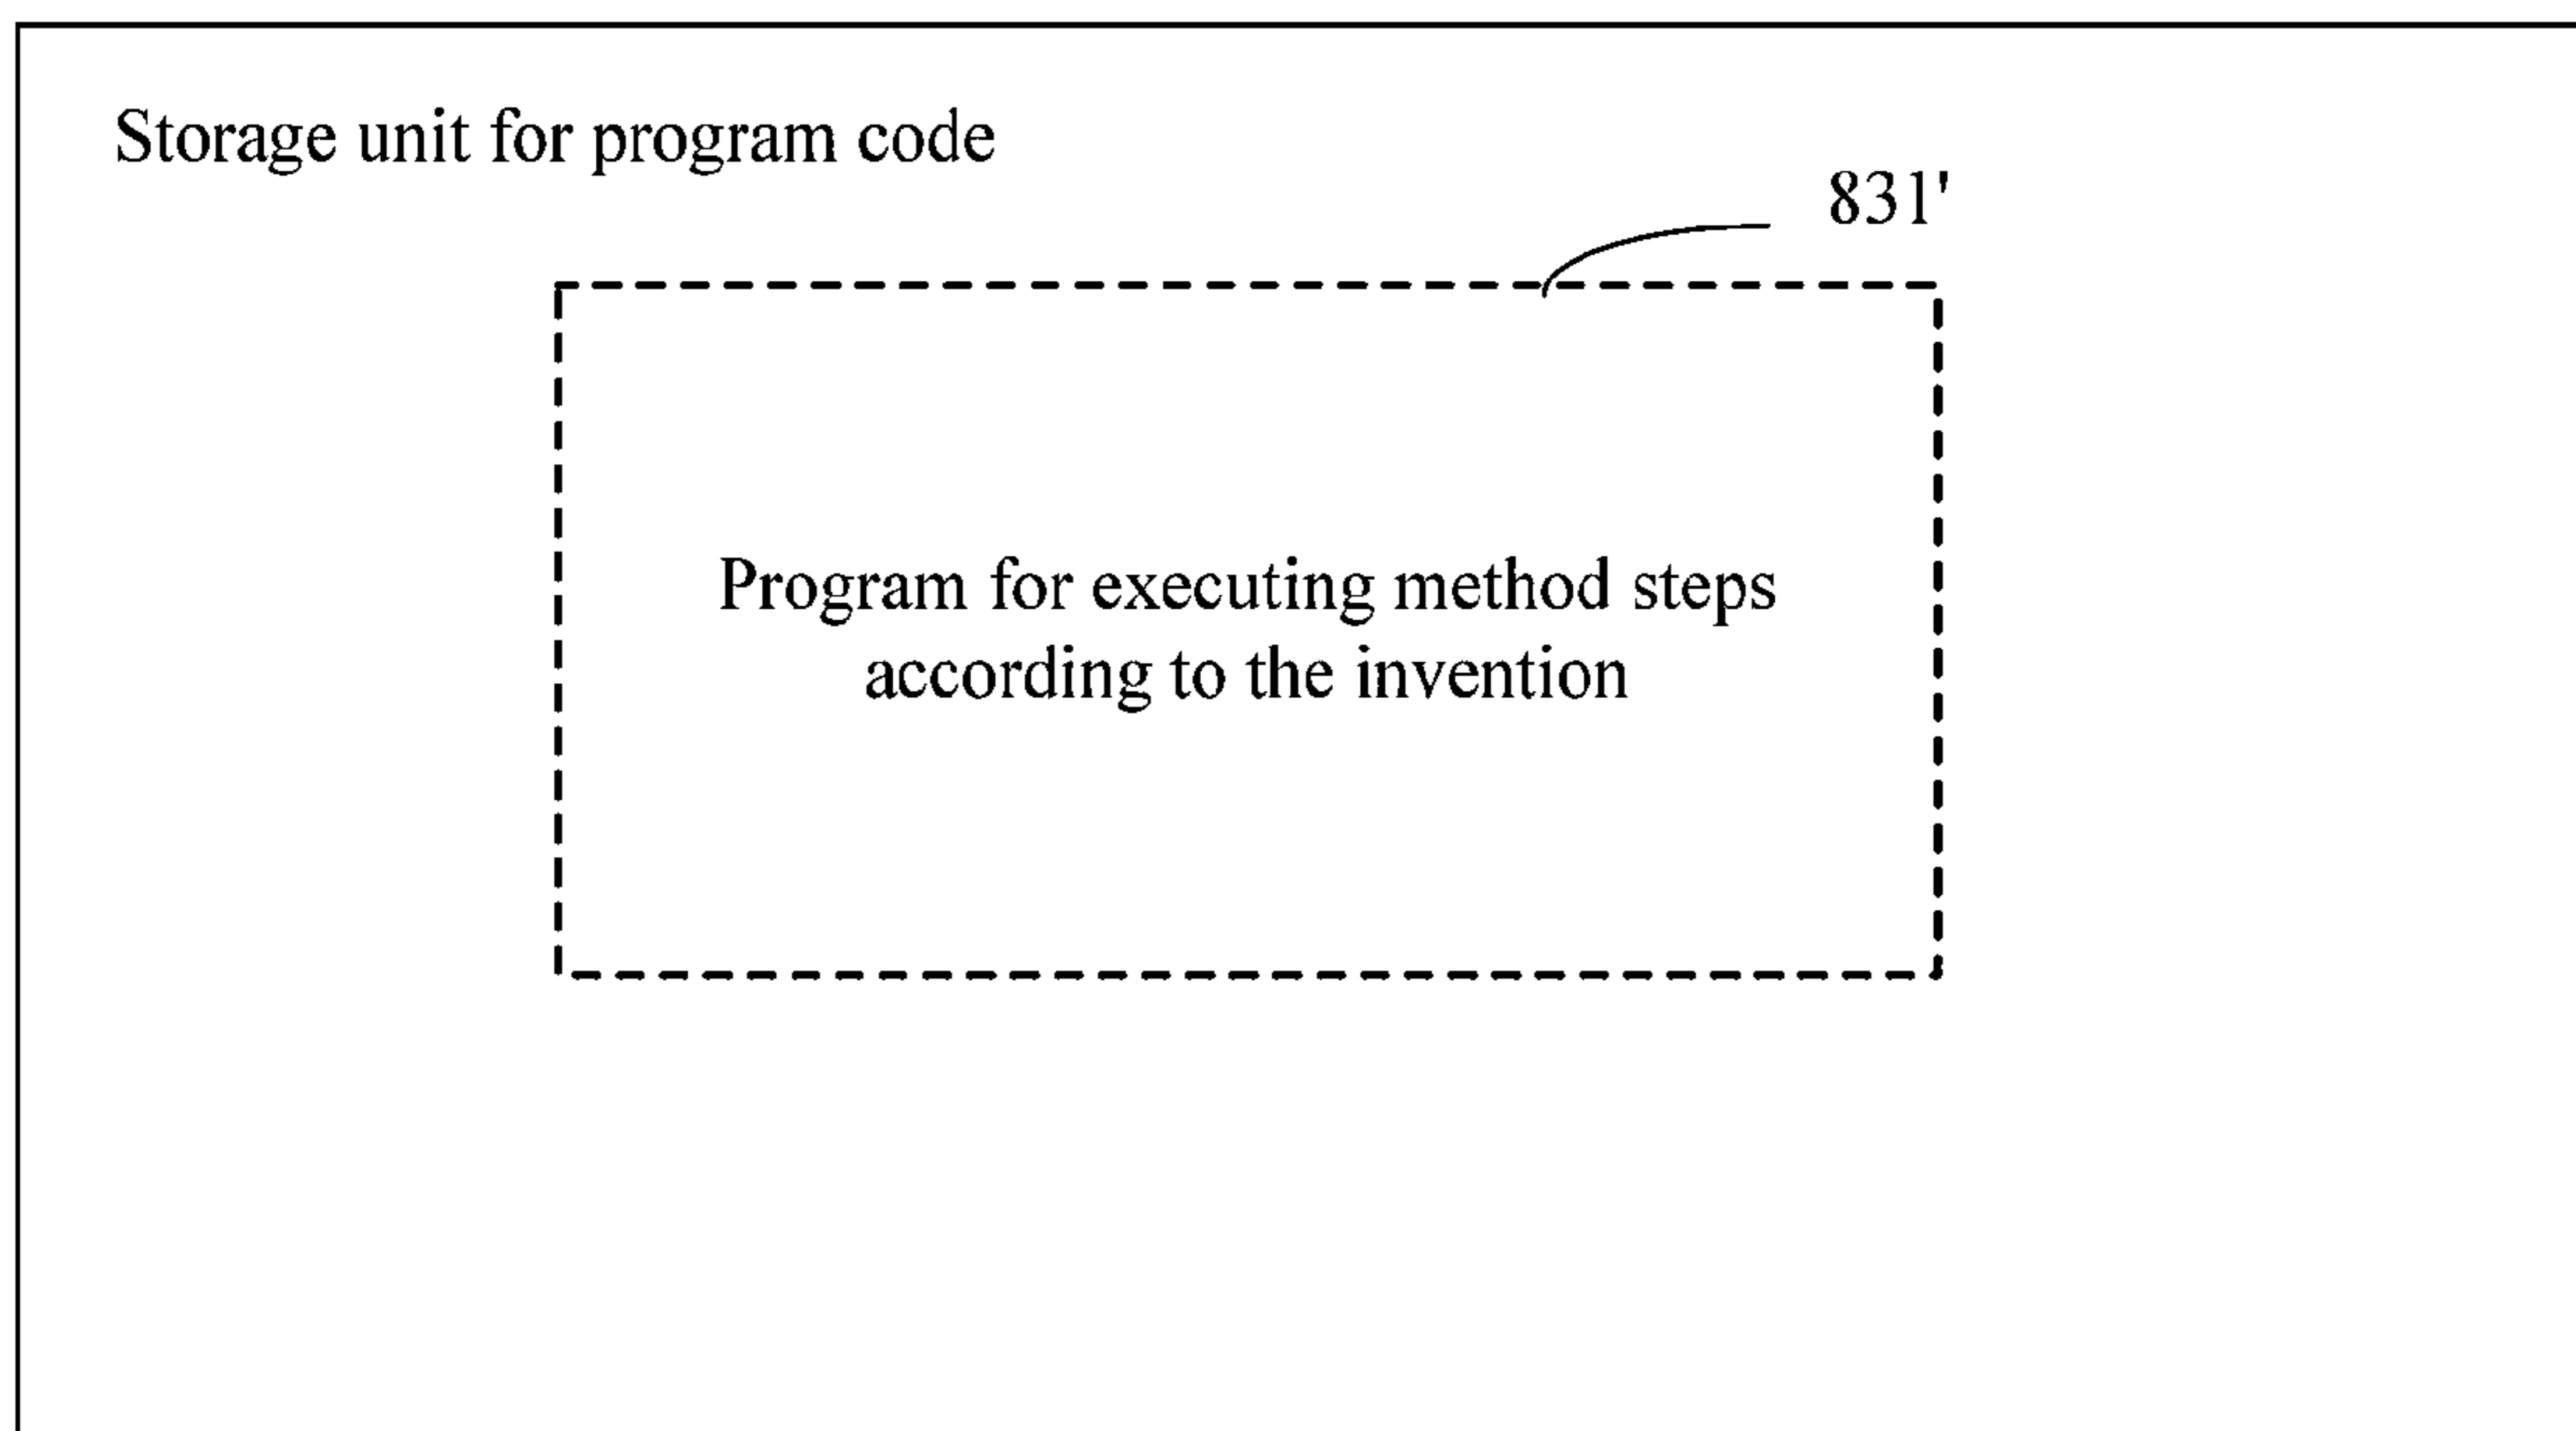 Storage unit for program code
831'
Program for executing method steps
according to the invention